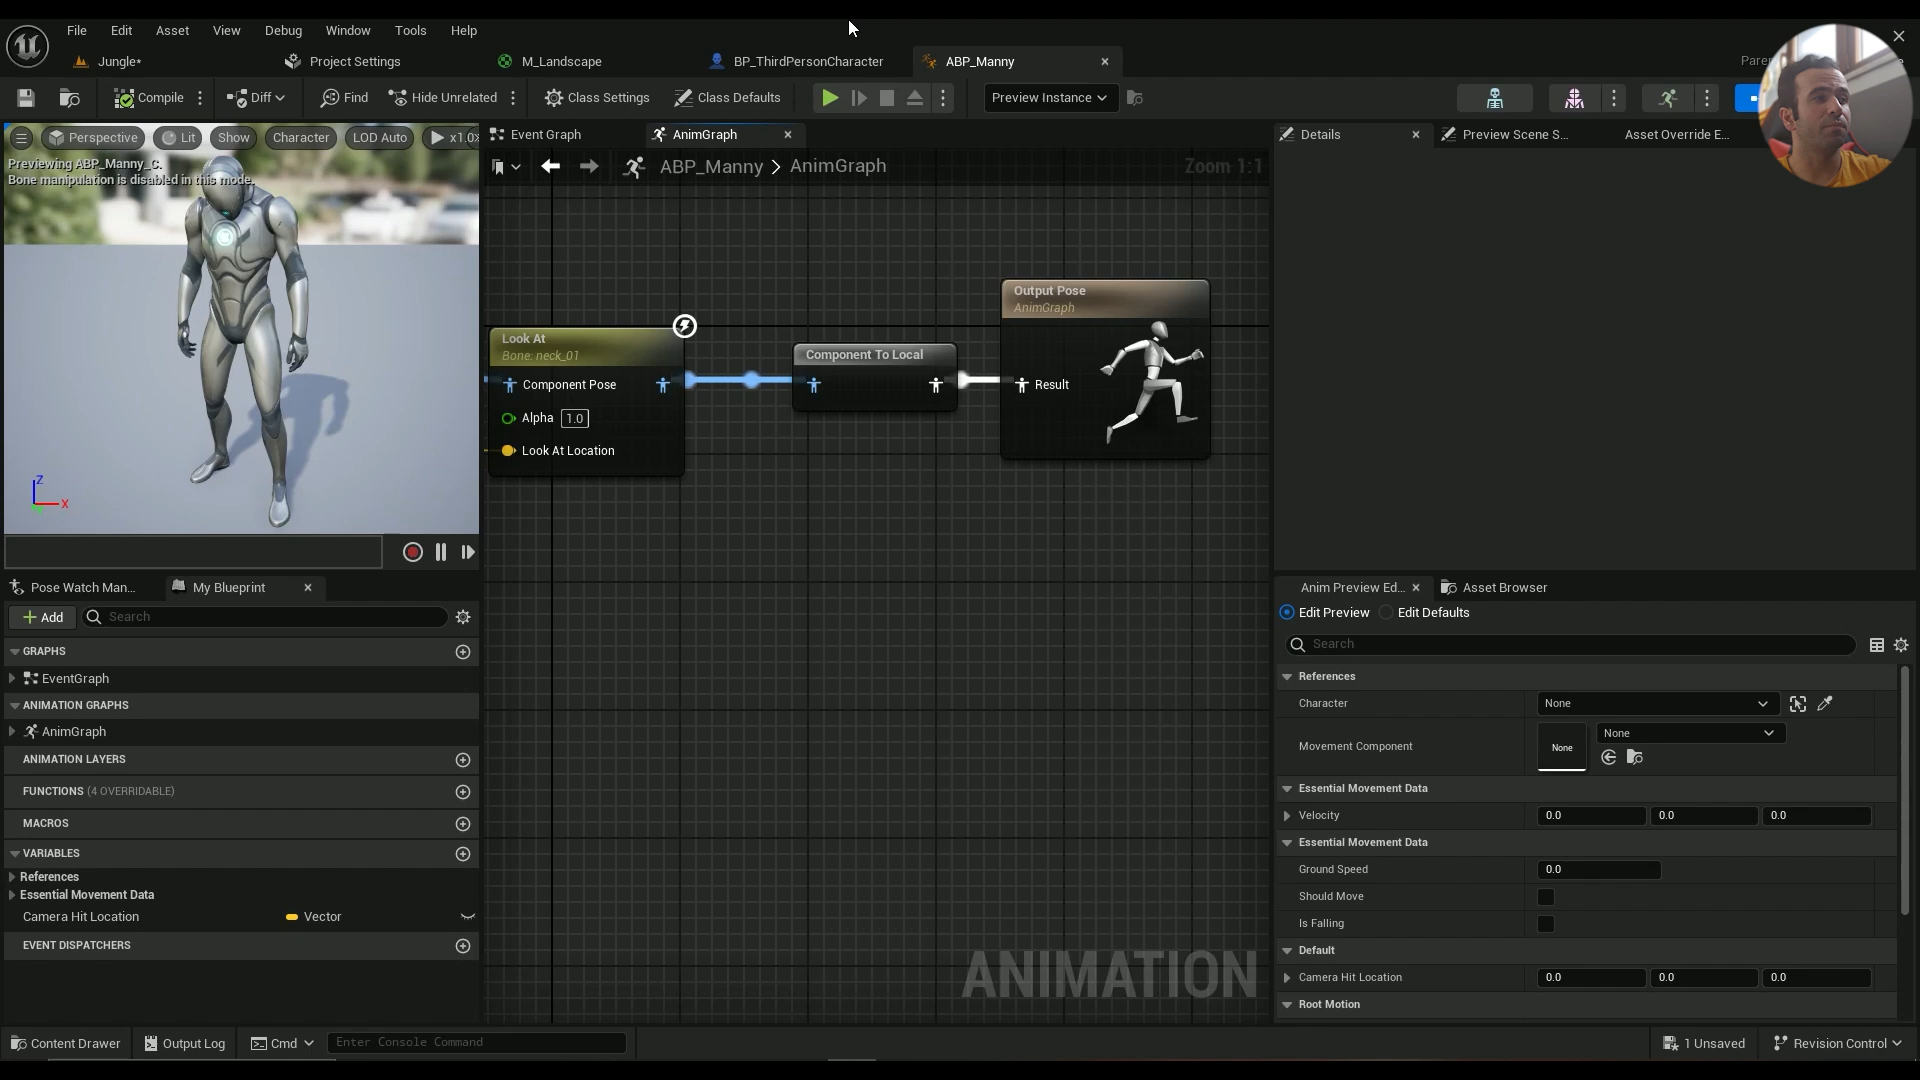 File
Edit
Asset
View
Window
Debug
Tools
Help
Jungle*
Project Settings
M_Landscape
BP_ThirdPersonCharacter
ABP_Manny
Compile
Diff
Find
Hide Unrelated
Class Settings
Class Defaults
Preview Instance
Perspective
Lit
Show
Character
LOD Auto
x1.0
Previewing ABP_Manny_C.
Bone manipulation is disabled in this mode.
Z
X
Event Graph
AnimGraph
ABP_Manny > AnimGraph
Zoom 1:1
Look At
Bone: neck_01
Component Pose
Alpha 1.0
Look At Location
Component To Local
Output Pose
AnimGraph
Result
ANIMATION
Details
Preview Scene S...
Asset Override E...
Pose Watch Man...
My Blueprint
Add
Search
GRAPHS
EventGraph
ANIMATION GRAPHS
AnimGraph
ANIMATION LAYERS
FUNCTIONS (4 OVERRIDABLE)
MACROS
VARIABLES
References
Essential Movement Data
Camera Hit Location
Vector
EVENT DISPATCHERS
Anim Preview Ed...
Asset Browser
Edit Preview
Edit Defaults
Search
References
Character
None
Movement Component
None
None
Essential Movement Data
Velocity
0.0
0.0
0.0
Essential Movement Data
Ground Speed
0.0
Should Move
Is Falling
Default
Camera Hit Location
0.0
0.0
0.0
Root Motion
Content Drawer
Output Log
Cmd
Enter Console Command
1 Unsaved
Revision Control